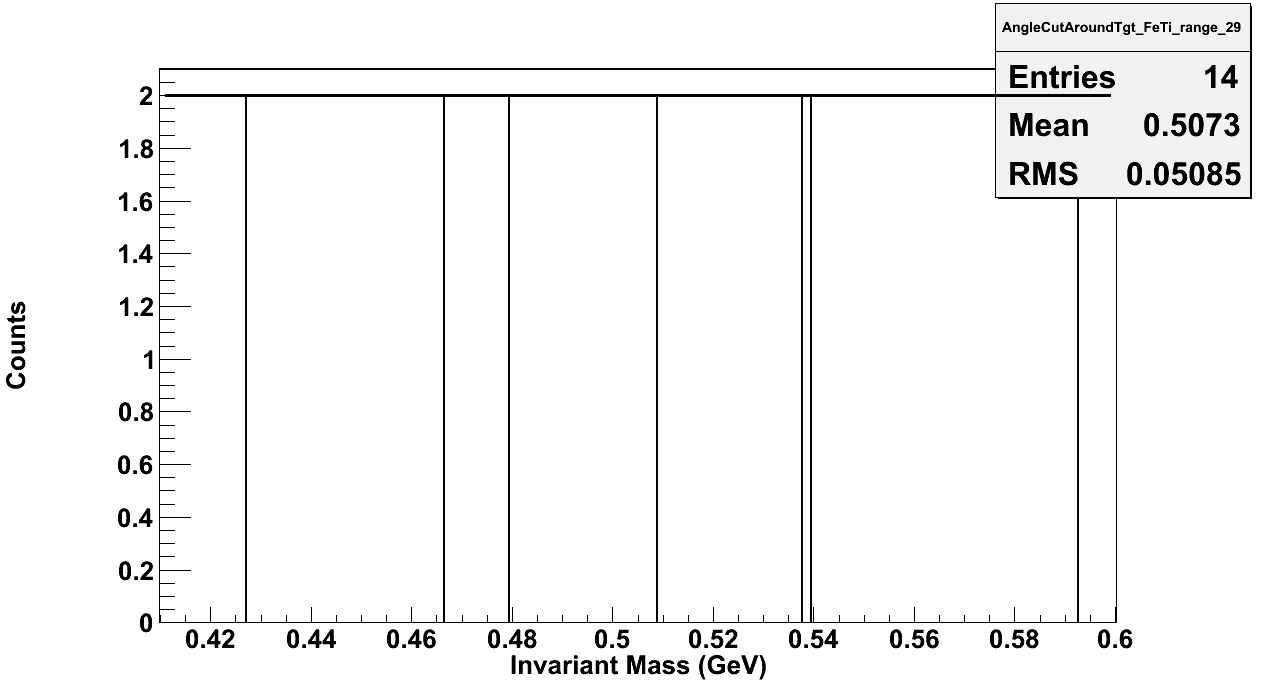 AngleCutAroundTgt_FeTi_range_29
Entries 14
Mean 0.5073
RMS 0.05085
2
1.8
1.6
1.4
1.2
1
0.8
0.6
0.4
0.2
0
Counts
0.42 0.44 0.46 0.48 0.5 0.52 0.54 0.56 0.58 0.6
Invariant Mass (GeV)